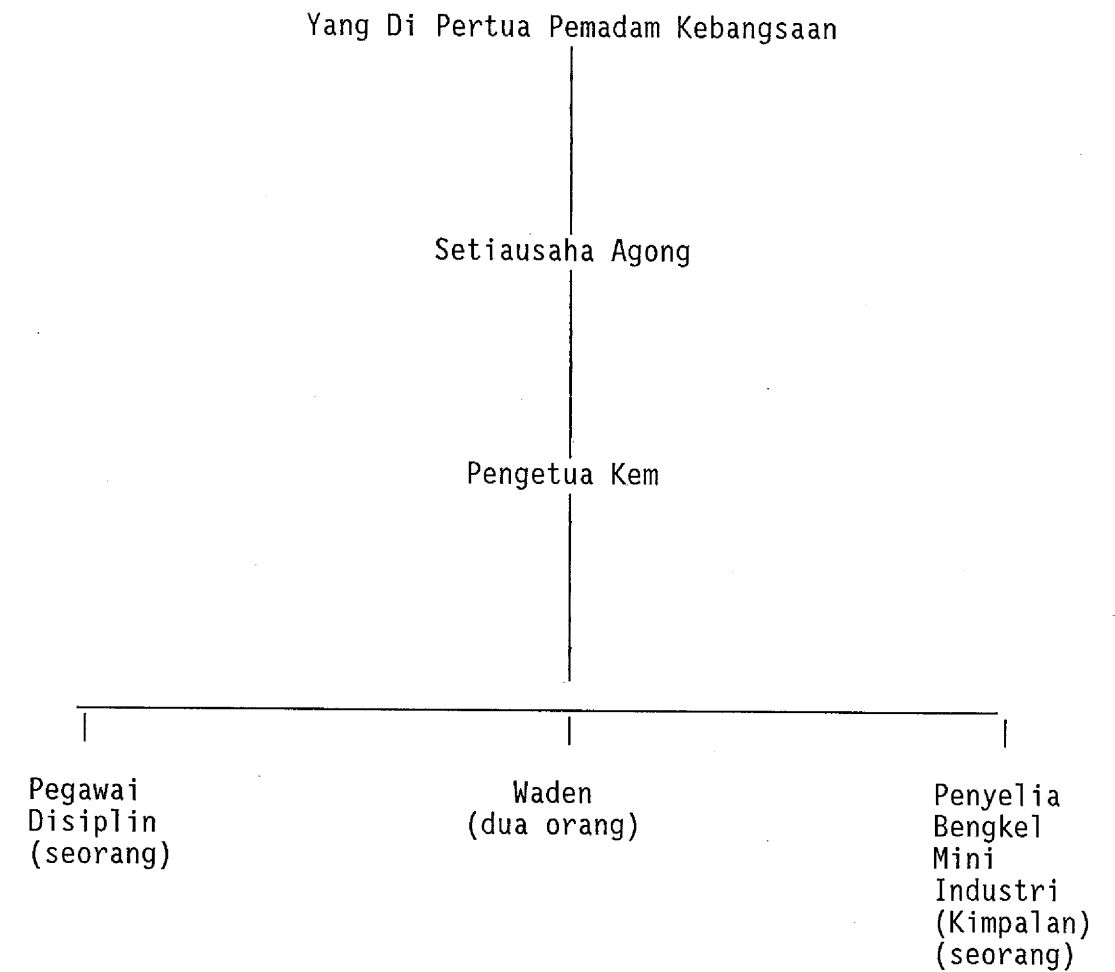 Yang Di Pertua Pemadam Kebangsaan
Setiausaha Agong
Pengetua Kem
Pegawai
Disiplin
(seorang)
Waden
(dua orang)
Penyelia
Bengkel
Mini
Industri
(Kimpalan)
(seorang)